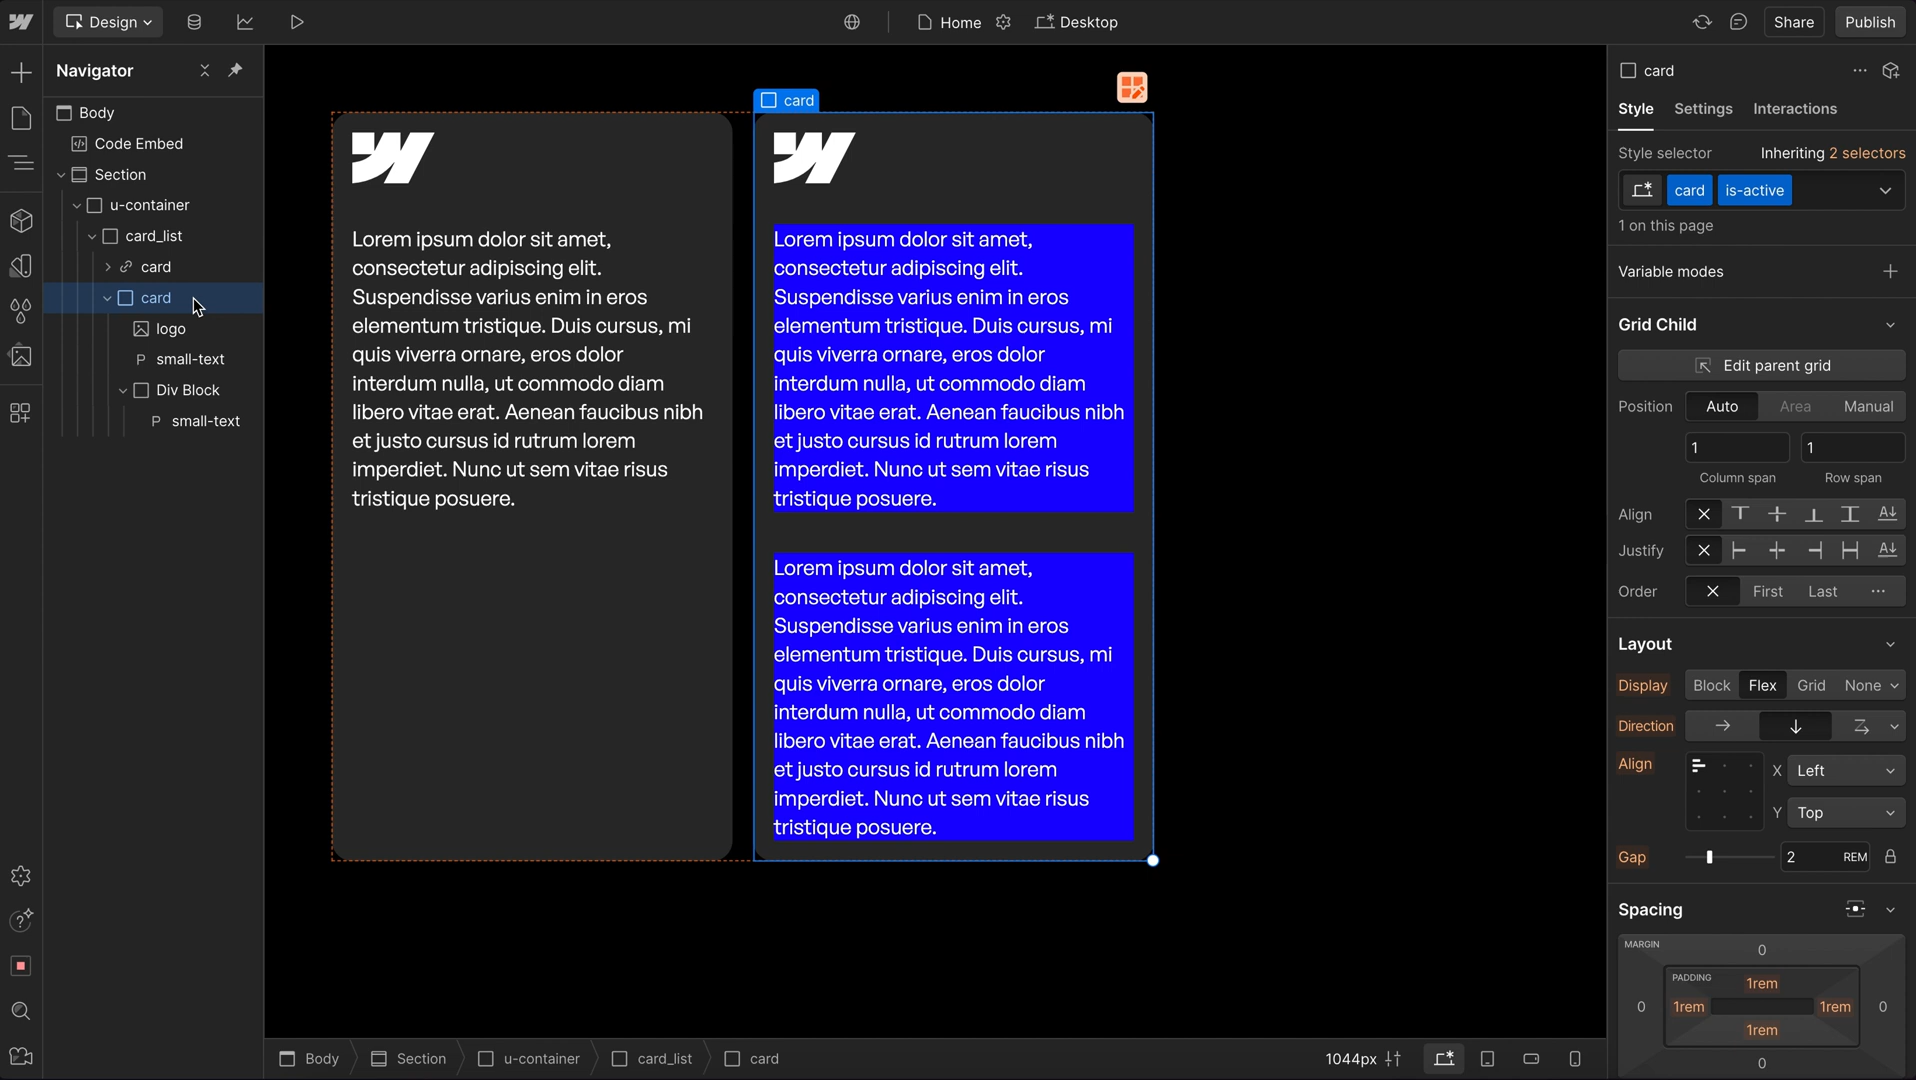 Design
Home
Desktop
Share
Publish
Navigator
Body
Code Embed
Section
u-container
card_list
card
card
logo
small-text
Div Block
small-text
card
Lorem ipsum dolor sit amet,
consectetur adipiscing elit.
Suspendisse varius enim in eros
elementum tristique. Duis cursus, mi
quis viverra ornare, eros dolor
interdum nulla, ut commodo diam
libero vitae erat. Aenean faucibus nibh
et justo cursus id rutrum lorem
imperdiet. Nunc ut sem vitae risus
tristique posuere.
Lorem ipsum dolor sit amet,
consectetur adipiscing elit.
Suspendisse varius enim in eros
elementum tristique. Duis cursus, mi
quis viverra ornare, eros dolor
interdum nulla, ut commodo diam
libero vitae erat. Aenean faucibus nibh
et justo cursus id rutrum lorem
imperdiet. Nunc ut sem vitae risus
tristique posuere.
Lorem ipsum dolor sit amet,
consectetur adipiscing elit.
Suspendisse varius enim in eros
elementum tristique. Duis cursus, mi
quis viverra ornare, eros dolor
interdum nulla, ut commodo diam
libero vitae erat. Aenean faucibus nibh
et justo cursus id rutrum lorem
imperdiet. Nunc ut sem vitae risus
tristique posuere.
card
Style Settings Interactions
Style selector Inheriting 2 selectors
card is-active
1 on this page
Variable modes
Grid Child
Edit parent grid
Position Auto Area Manual
1 1
Column span Row span
Align
Justify
Order First Last
Layout
Display Block Flex Grid None
Direction
Align X Left
Y Top
Gap 2 REM
Spacing
MARGIN 0
PADDING 1rem
0 1rem 1rem 0
1rem
0
Body Section u-container card_list card
1044px